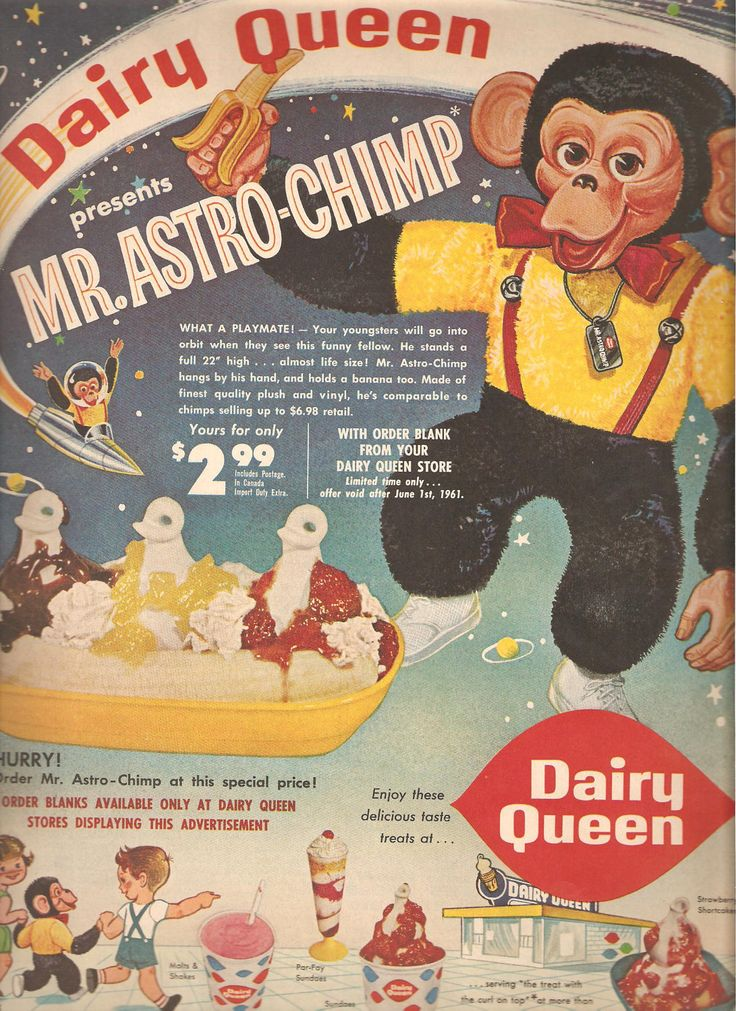 Dairy Queen
presents
MR. ASTRO-CHIMP*
WHAT A PLAYMATE! — Your youngsters will go into
orbit when they see this funny fellow. He stands a
full 22" high . . . almost life size! Mr. Astro-Chimp
hangs by his hand, and holds a banana too. Made of
finest quality plush and vinyl, he's comparable to
chimps selling up to $6.98 retail.
Yours for only
$2.99
Includes Postage.
In Canada
Import Duty Extra.
WITH ORDER BLANK
FROM YOUR
DAIRY QUEEN STORE
Limited time only . . .
offer void after June 1st, 1961.
MR. ASTRO-CHIMP
HURRY!
Order Mr. Astro-Chimp at this special price!
ORDER BLANKS AVAILABLE ONLY AT DAIRY QUEEN
STORES DISPLAYING THIS ADVERTISEMENT
Enjoy these
delicious taste
treats at . . .
Dairy
Queen
DAIRY QUEEN
Malts &
Shakes
Dairy
Queen
Par-Fay
Sundaes
Sundaes
Dairy
Queen
Strawberry
Shortcake
. . . serving "the treat with
the curl on top"* at more than